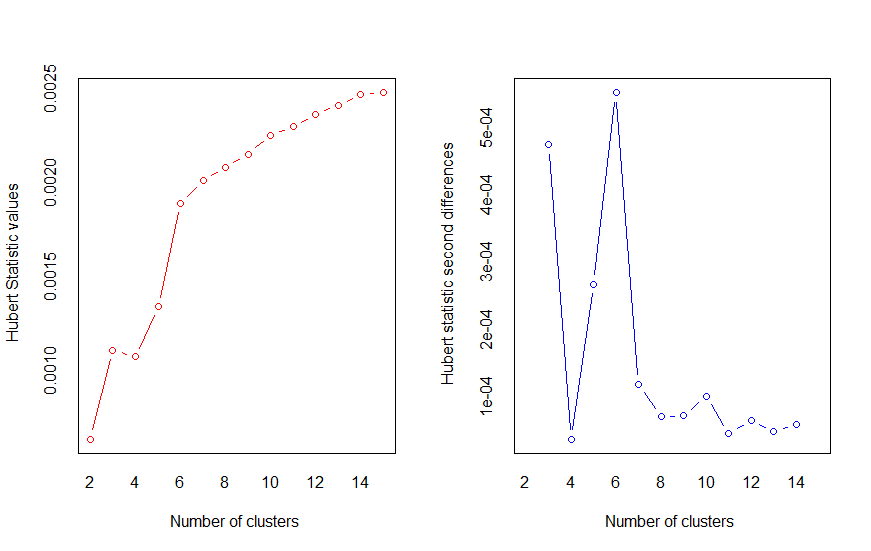 Hubert Statistic values
0.0010 0.0015 0.0020 0.0025
2 4 6 8 10 12 14
Number of clusters
Hubert statistic second differences
1e-04 2e-04 3e-04 4e-04 5e-04
2 4 6 8 10 12 14
Number of clusters